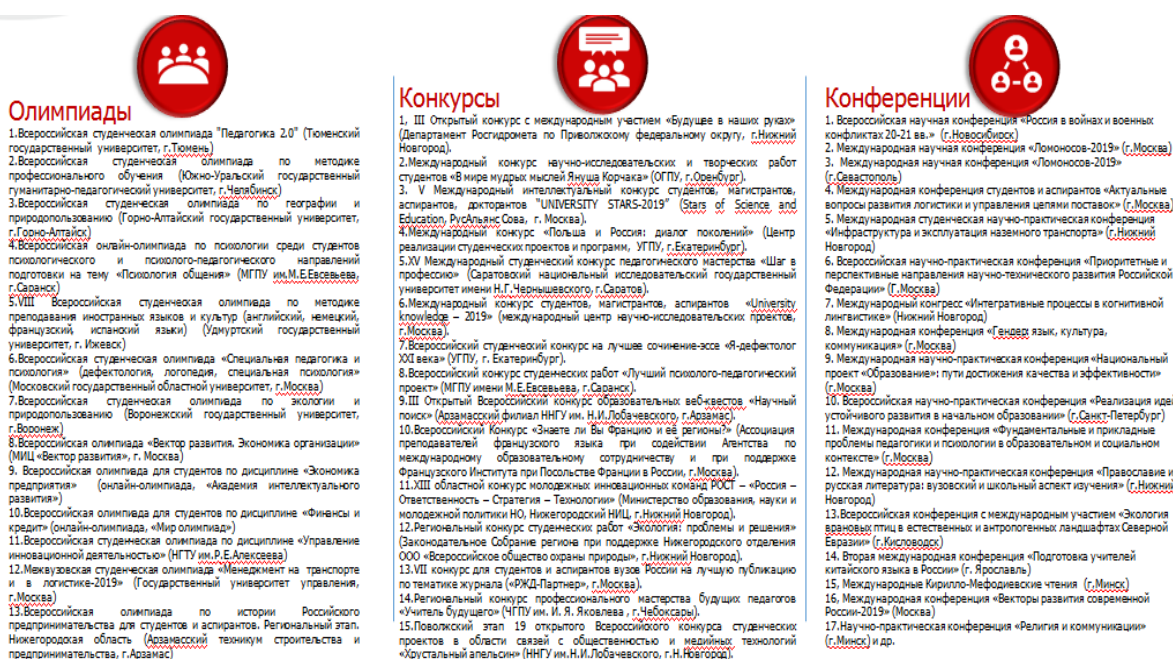 Олимпиады
1.Всероссийская студенческая олимпиада "Педагогика 2.0" (Тюменский
государственный университет, г.Тюмень)
2.Всероссийская студенческая олимпиада по методике
профессионального обучения (Южно-Уральский государственный
гуманитарно-педагогический университет, г.Челябинск)
3.Всероссийская студенческая олимпиада по географии и
природопользованию (Горно-Алтайский государственный университет,
г.Горно-Алтайск)
4.Всероссийская онлайн-олимпиада по психологии среди студентов
психологического и психолого-педагогического направлений
подготовки на тему «Психология общения» (МГПУ им.М.Е.Евсевьева,
г.Саранск)
5.VIII Всероссийская студенческая олимпиада по методике
преподавания иностранных языков и культур (английский, немецкий,
французский, испанский языки) (Удмуртский государственный
университет, г. Ижевск)
6.Всероссийская студенческая олимпиада «Специальная педагогика и
психология» (дефектология, логопедия, специальная психология»
(Московский государственный областной университет, г.Москва)
7.Всероссийская студенческая олимпиада по экологии и
природопользованию (Воронежский государственный университет,
г.Воронеж)
8.Всероссийская олимпиада «Вектор развития. Экономика организации»
(МИЦ «Вектор развития», г. Москва)
9. Всероссийская олимпиада для студентов по дисциплине «Экономика
предприятия» (онлайн-олимпиада, «Академия интеллектуального
развития»)
10.Всероссийская олимпиада для студентов по дисциплине «Финансы и
кредит» (онлайн-олимпиада, «Мир олимпиад»)
11.Всероссийская студенческая олимпиада по дисциплине «Управление
инновационной деятельностью» (НГТУ им.Р.Е.Алексеева)
12.Межвузовская студенческая олимпиада «Менеджмент на транспорте
и в логистике-2019» (Государственный университет управления,
г.Москва)
13.Всероссийская олимпиада по истории Российского
предпринимательства для студентов и аспирантов. Региональный этап.
Нижегородская область (Арзамасский техникум строительства и
предпринимательства, г.Арзамас)
Конкурсы
1, III Открытый конкурс с международным участием «Будущее в наших руках»
(Департамент Росгидромета по Приволжскому федеральному округу, г.Нижний
Новгород).
2.Международный конкурс научно-исследовательских и творческих работ
студентов «В мире мудрых мыслей Януша Корчака» (ОГПУ, г.Оренбург).
3. V Международный интеллектуальный конкурс студентов, магистрантов,
аспирантов, докторантов "UNIVERSITY STARS-2019" (Stars of Science and
Education, РусАльянс Сова, г. Москва).
4.Международный конкурс «Польша и Россия: диалог поколений» (Центр
реализации студенческих проектов и программ, УГПУ, г.Екатеринбург).
5.XV Международный студенческий конкурс педагогического мастерства «Шаг в
профессию» (Саратовский национальный исследовательский государственный
университет имени Н.Г.Чернышевского, г.Саратов).
6.Международный конкурс студентов, магистрантов, аспирантов «University
knowledge – 2019» (международный центр научно-исследовательских проектов,
г.Москва).
7.Всероссийский студенческий конкурс на лучшее сочинение-эссе «Я-дефектолог
XXI века» (УГПУ, г. Екатеринбург).
8.Всероссийский конкурс студенческих работ «Лучший психолого-педагогический
проект» (МГПУ имени М.Е.Евсевьева, г.Саранск).
9.III Открытый Всероссийский конкурс образовательных веб-квестов «Научный
поиск» (Арзамасский филиал ННГУ им. Н.И.Лобачевского, г.Арзамас).
10.Всероссийский Конкурс «Знаете ли Вы Францию и её регионы?» (Ассоциация
преподавателей французского языка при содействии Агентства по
международному образовательному сотрудничеству и при поддержке
Французского Института при Посольстве Франции в России, г.Москва).
11.XIII областной конкурс молодежных инновационных команд РОСТ – «Россия –
Ответственность – Стратегия – Технологии» (Министерство образования, науки и
молодежной политики НО, Нижегородский НИЦ, г.Нижний Новгород).
12.Региональный конкурс студенческих работ «Экология: проблемы и решения»
(Законодательное Собрание региона при поддержке Нижегородского отделения
ООО «Всероссийское общество охраны природы», г.Нижний Новгород).
13.VII конкурс для студентов и аспирантов вузов России на лучшую публикацию
по тематике журнала («РЖД-Партнер», г.Москва).
14.Региональный конкурс профессионального мастерства будущих педагогов
«Учитель будущего» (ЧГПУ им. И. Я. Яковлева , г.Чебоксары).
15.Поволжский этап 19 открытого Всероссийского конкурса студенческих
проектов в области связей с общественностью и медийных технологий
«Хрустальный апельсин» (ННГУ им.Н.И.Лобачевского, г.Н.Новгород).
Конференции
1. Всероссийская научная конференция «Россия в войнах и военных
конфликтах 20-21 вв.» (г.Новосибирск)
2. Международная научная конференция «Ломоносов-2019» (г.Москва)
3. Международная научная конференция «Ломоносов-2019»
(г.Севастополь)
4. Международная конференция студентов и аспирантов «Актуальные
вопросы развития логистики и управления цепями поставок» (г.Москва)
5. Международная студенческая научно-практическая конференция
«Инфраструктура и эксплуатация наземного транспорта» (г.Нижний
Новгород)
6. Всероссийская научно-практическая конференция «Приоритетные и
перспективные направления научно-технического развития Российской
Федерации» (Г.Москва)
7. Международный конгресс «Интегративные процессы в когнитивной
лингвистике» (Нижний Новгород)
8. Международная конференция «Гендер: язык, культура,
коммуникация» (г.Москва)
9. Международная научно-практическая конференция «Национальный
проект «Образование»: пути достижения качества и эффективности»
(г.Москва)
10. Всероссийская научно-практическая конференция «Реализация идей
устойчивого развития в начальном образовании» (г.Санкт-Петербург)
11. Международная конференция «Фундаментальные и прикладные
проблемы педагогики и психологии в образовательном и социальном
контексте» (г.Москва)
12. Международная научно-практическая конференция «Православие и
русская литература: вузовский и школьный аспект изучения» (г.Нижний
Новгород)
13.Всероссийская конференция с международным участием «Экология
врановых птиц в естественных и антропогенных ландшафтах Северной
Евразии» (г.Кисловодск)
14. Вторая международная конференция «Подготовка учителей
китайского языка в России» (г. Ярославль)
15, Международные Кирилло-Мефодиевские чтения (г.Минск)
16, Международная конференция «Векторы развития современной
России-2019» (Москва)
17.Научно-практическая конференция «Религия и коммуникации»
(г.Минск) и др.